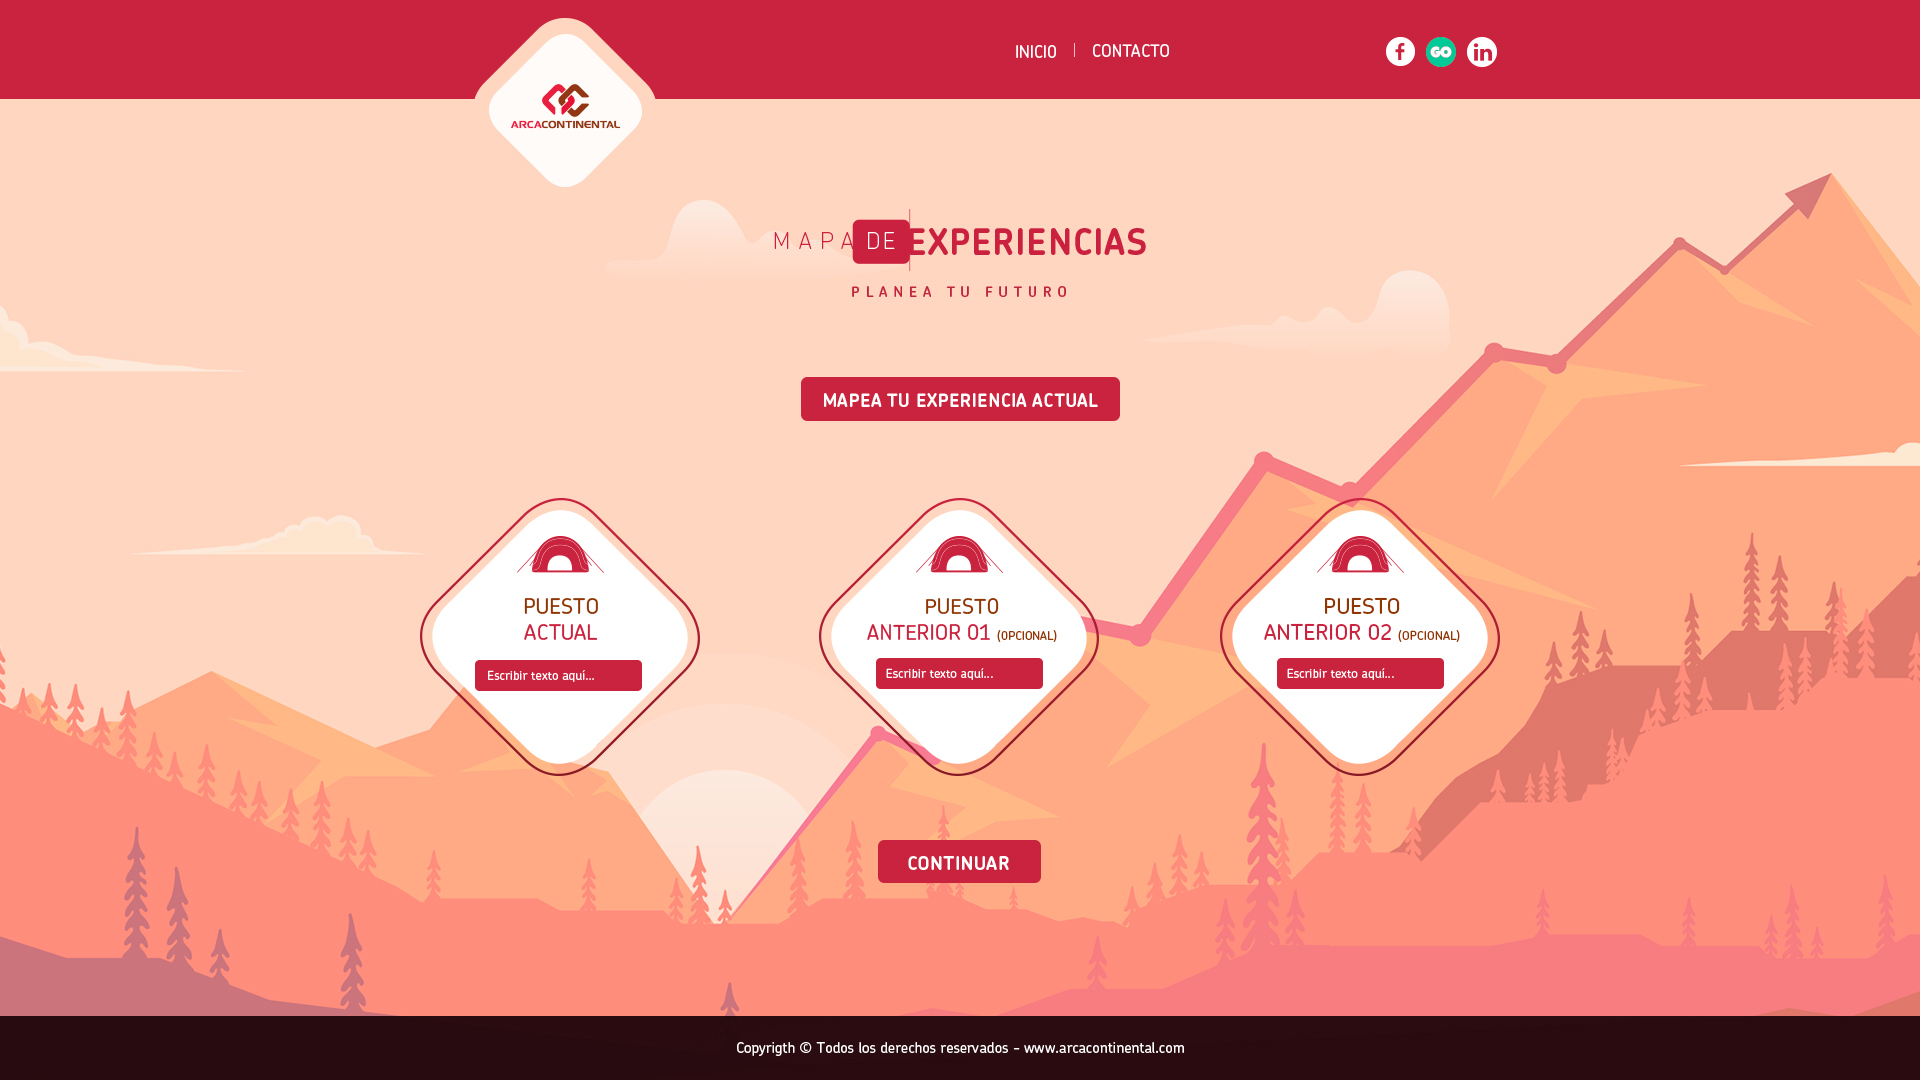 INICIO | CONTACTO
f GO in
ARCACONTINENTAL
MAPA DE EXPERIENCIAS
PLANEA TU FUTURO
MAPEA TU EXPERIENCIA ACTUAL
PUESTO
ACTUAL
Escribir texto aquí...
PUESTO
ANTERIOR 01 (OPCIONAL)
Escribir texto aquí...
PUESTO
ANTERIOR 02 (OPCIONAL)
Escribir texto aquí...
CONTINUAR
Copyrigth © Todos los derechos reservados - www.arcacontinental.com